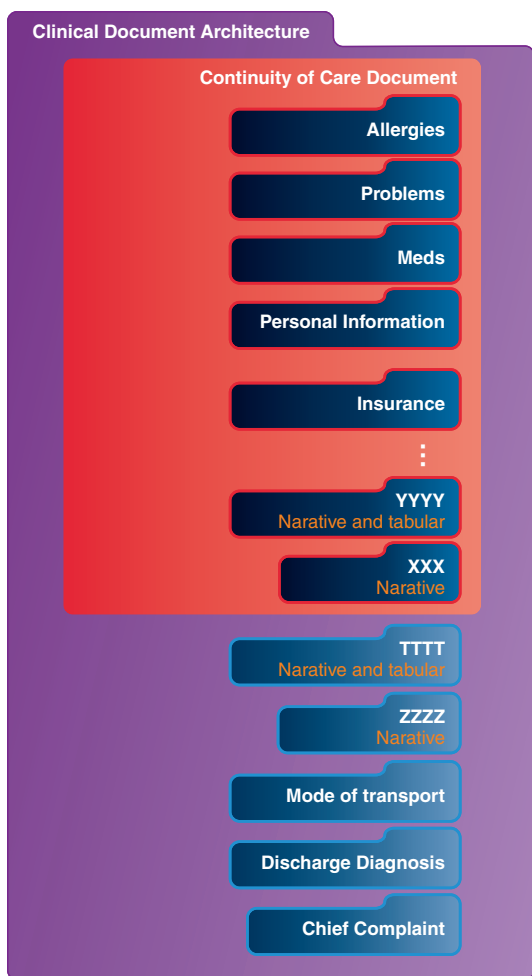 Clinical Document Architecture
Continuity of Care Document
Allergies
Problems
Meds
Personal Information
Insurance
...
YYYY
Narative and tabular
XXX
Narative
TTTT
Narative and tabular
ZZZZ
Narative
Mode of transport
Discharge Diagnosis
Chief Complaint